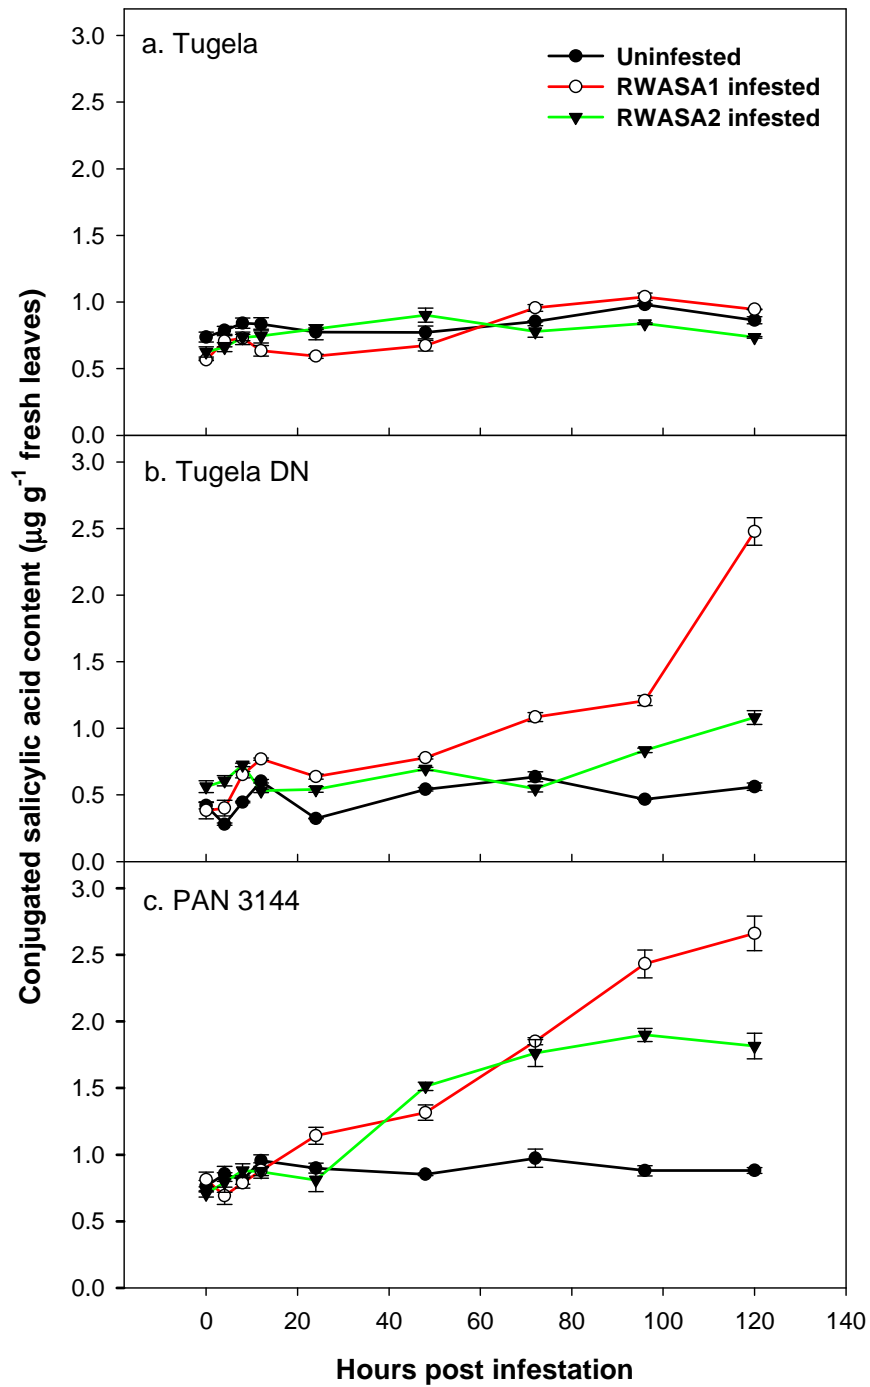 a. Tugela
Uninfested
RWASA1 infested
RWASA2 infested
3.0
2.5
2.0
1.5
1.0
0.5
0.0
b. Tugela DN
3.0
2.5
2.0
1.5
1.0
0.5
0.0
c. PAN 3144
3.0
2.5
2.0
1.5
1.0
0.5
0.0
Conjugated salicylic acid content (μg g⁻¹ fresh leaves)
0 20 40 60 80 100 120 140
Hours post infestation